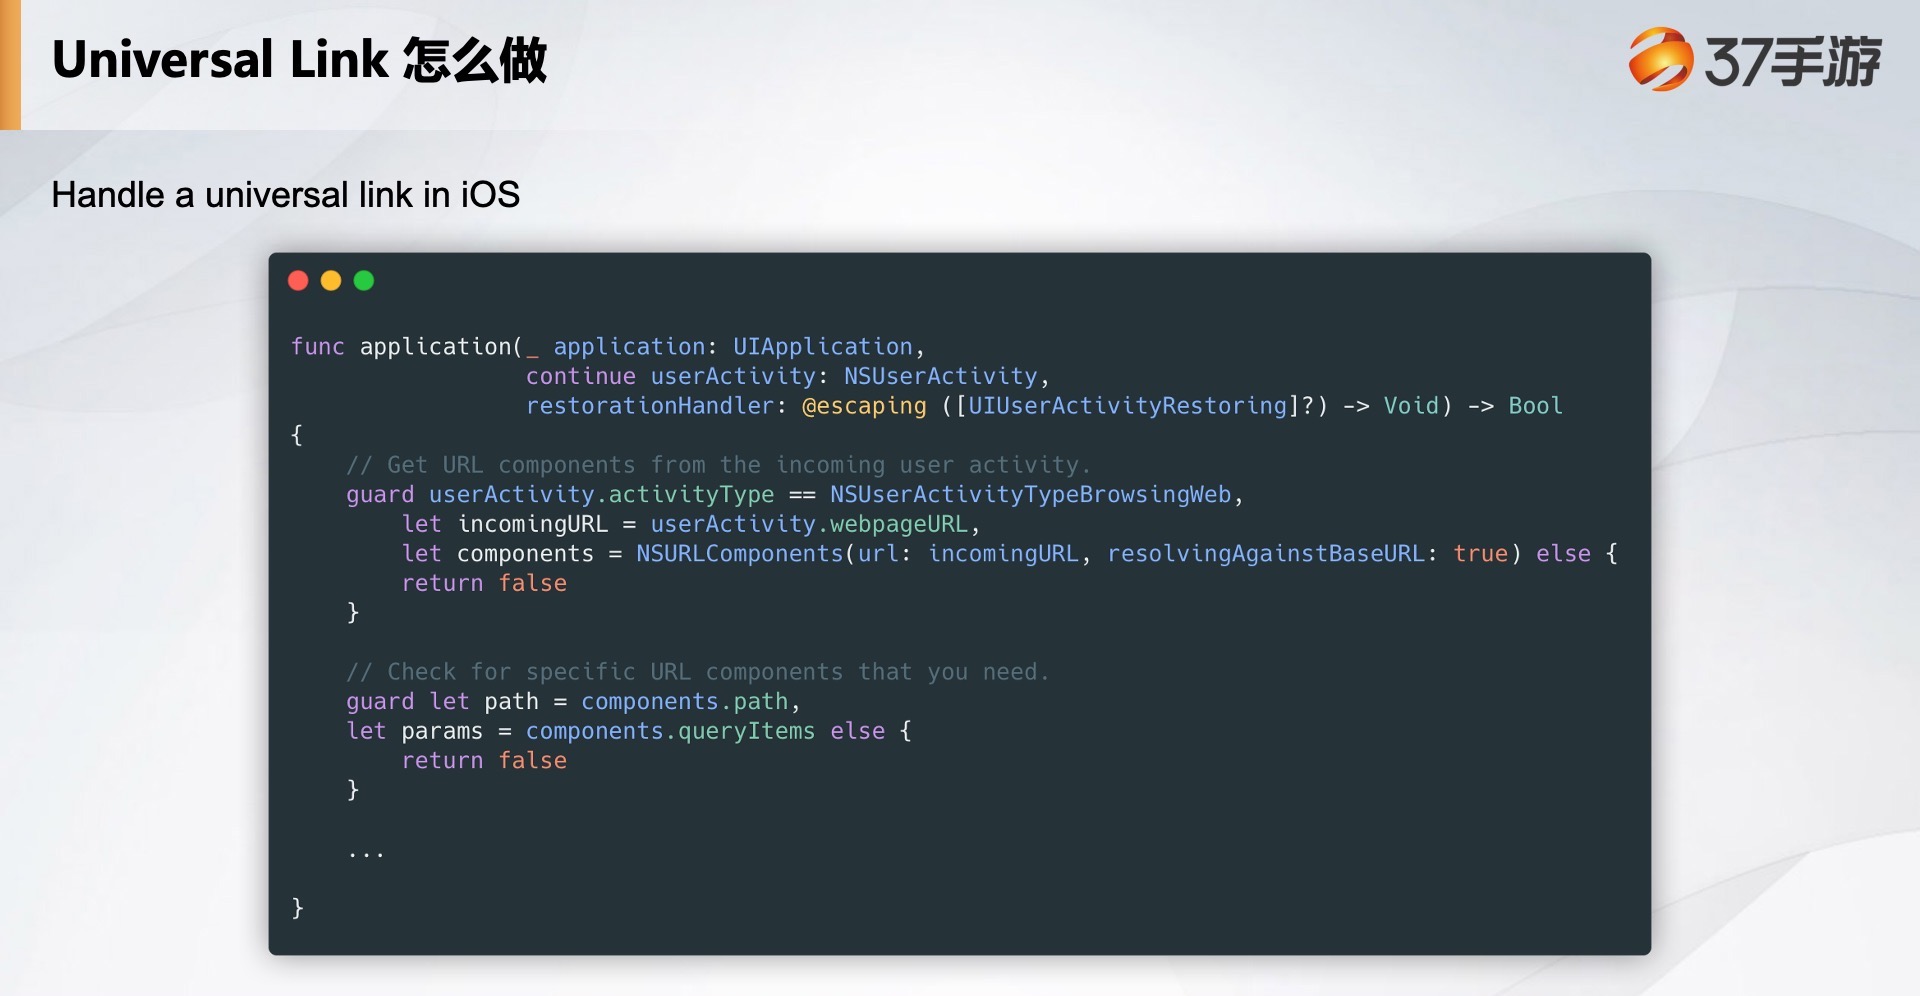 Universal Link 怎么做
37手游
Handle a universal link in iOS
func application(_ application: UIApplication,
                 continue userActivity: NSUserActivity,
                 restorationHandler: @escaping ([UIUserActivityRestoring]?) -> Void) -> Bool
{
    // Get URL components from the incoming user activity.
    guard userActivity.activityType == NSUserActivityTypeBrowsingWeb,
        let incomingURL = userActivity.webpageURL,
        let components = NSURLComponents(url: incomingURL, resolvingAgainstBaseURL: true) else {
        return false
    }
    // Check for specific URL components that you need.
    guard let path = components.path,
    let params = components.queryItems else {
        return false
    }
    ...
}